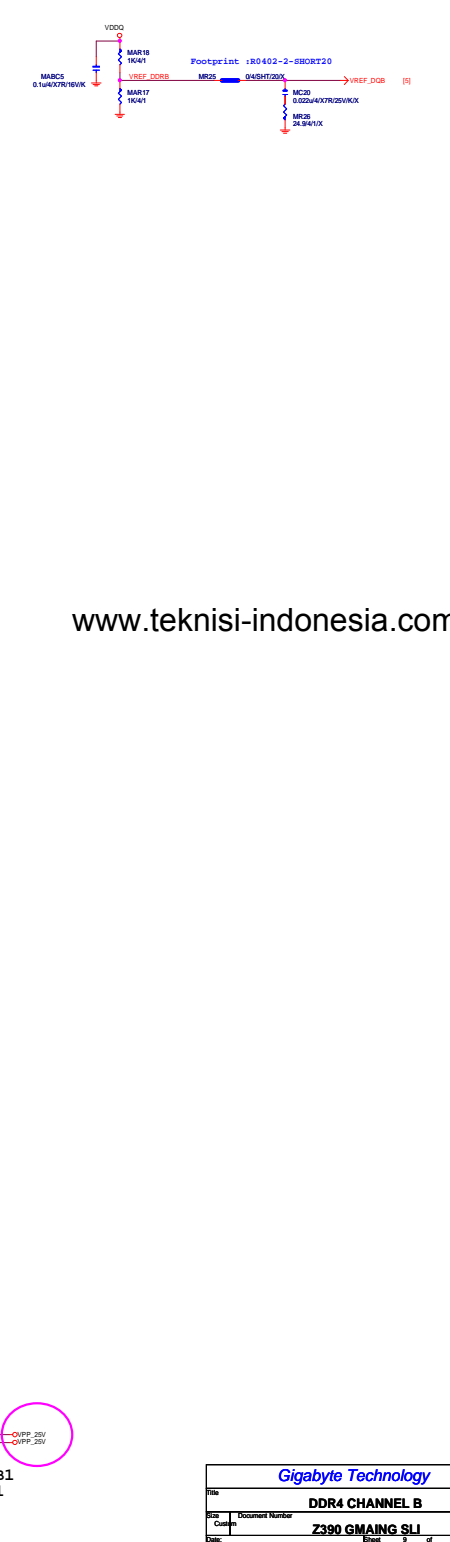 VDDQ
MAR18
1K/4/1
Footprint :R0402-2-SHORT20
MABC5
0.1u/4/X7R/16V/K
VREF_DDRB
MR25
0/4/SHT/20/X
VREF_DQB
[5]
MAR17
1K/4/1
MC20
0.022u/4/X7R/25V/K/X
MR26
24.9/4/1/X
www.teknisi-indonesia.com
VPP_25V
VPP_25V
Gigabyte Technology
Title
DDR4 CHANNEL B
Size
Document Number
Custom
Z390 GMAING SLI
Date:
Sheet 9 of